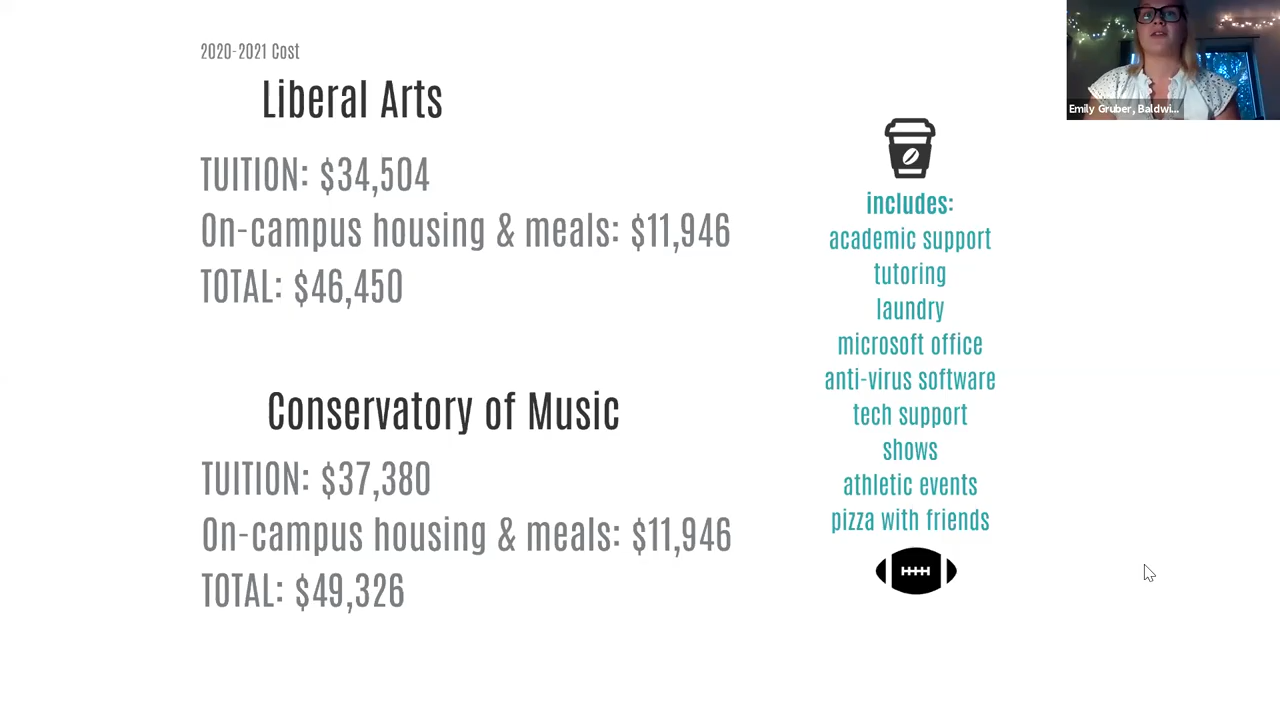 2020-2021 Cost
Liberal Arts
TUITION: $34,504
On-campus housing & meals: $11,946
TOTAL: $46,450
Conservatory of Music
TUITION: $37,380
On-campus housing & meals: $11,946
TOTAL: $49,326
includes:
academic support
tutoring
laundry
microsoft office
anti-virus software
tech support
shows
athletic events
pizza with friends
Emily Gruber, Baldwi...